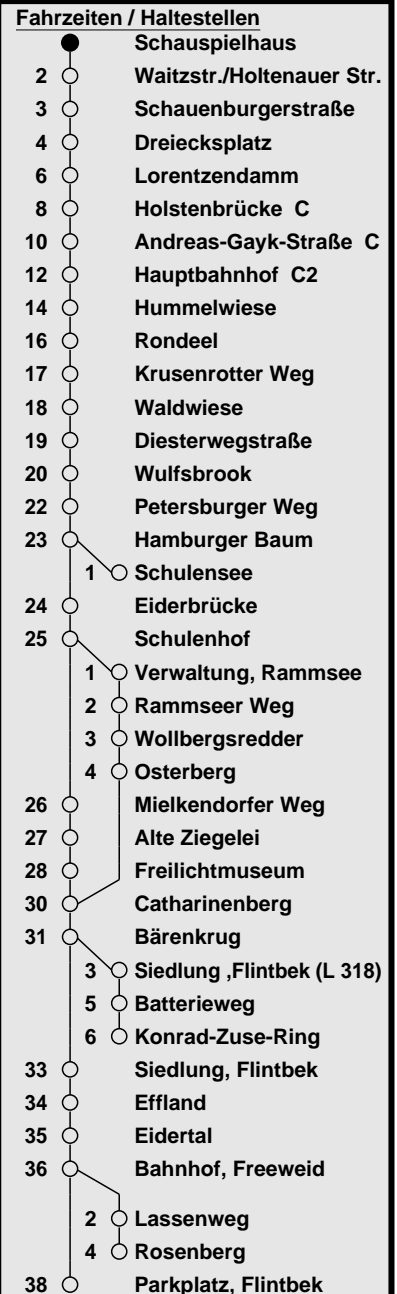 Fahrzeiten / Haltestellen
Schauspielhaus
2 Waitzstr./Holtenauer Str.
3 Schauenburgerstraße
4 Dreiecksplatz
6 Lorentzendamm
8 Holstenbrücke C
10 Andreas-Gayk-Straße C
12 Hauptbahnhof C2
14 Hummelwiese
16 Rondeel
17 Krusenrotter Weg
18 Waldwiese
19 Diesterwegstraße
20 Wulfsbrook
22 Petersburger Weg
23 Hamburger Baum
1 Schulensee
24 Eiderbrücke
25 Schulenhof
1 Verwaltung, Rammsee
2 Rammseer Weg
3 Wollbergsredder
4 Osterberg
26 Mielkendorfer Weg
27 Alte Ziegelei
28 Freilichtmuseum
30 Catharinenberg
31 Bärenkrug
3 Siedlung ,Flintbek (L 318)
5 Batterieweg
6 Konrad-Zuse-Ring
33 Siedlung, Flintbek
34 Effland
35 Eidertal
36 Bahnhof, Freeweid
2 Lassenweg
4 Rosenberg
38 Parkplatz, Flintbek